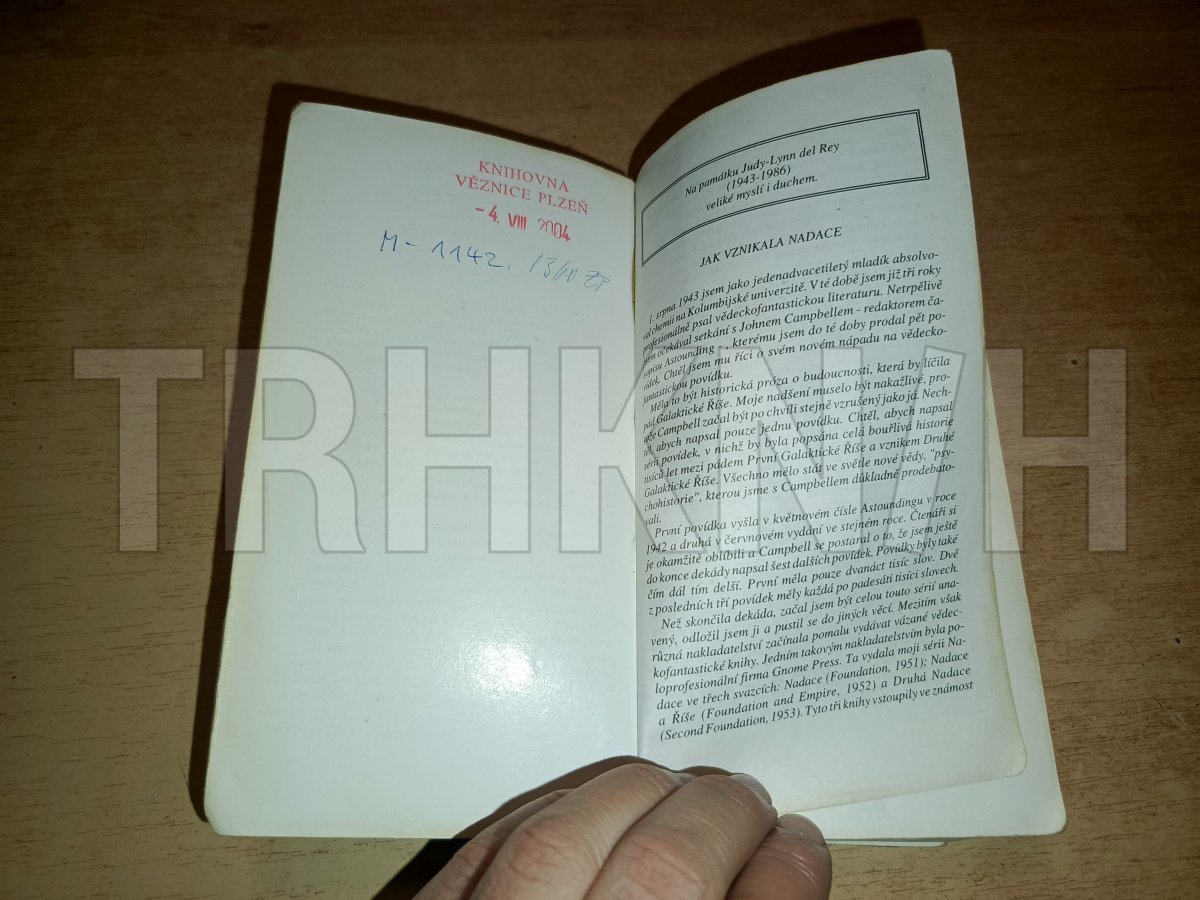 KNIHOVNA
VĚZNICE PLZEŇ
- 4. VIII 2004
M - 1142.
Na památku Judy-Lynn del Rey
(1943-1986)
veliké mysli i duchem.
JAK VZNIKALA NADACE
1. srpna 1943 jsem jako jedenadvacetiletý mladík absolvo-
val chemii na Kolumbijské univerzitě. V té době jsem již tři roky
profesionálně psal vědeckofantastickou literaturu. Netrpělivě
jsem očekával setkání s Johnem Campbellem - redaktorem ča-
sopisu Astounding - , kterému jsem do té doby prodal pět po-
vídek. Chtěl jsem mu říci o svém novém nápadu na vědecko-
fantastickou povídku.
Měla to být historická próza o budoucnosti, která by líčila
pád Galaktické Říše. Moje nadšení muselo být nakažlivé, pro-
tože Campbell začal být po chvíli stejně vzrušený jako já. Nech-
těl, abych napsal pouze jednu povídku. Chtěl, abych napsal
sérii povídek, v nichž by byla popsána celá bouřlivá historie
tisíců let mezi pádem První Galaktické Říše a vznikem Druhé
Galaktické Říše. Všechno mělo stát ve světle nové vědy, "psy-
chohistorie", kterou jsme s Campbellem důkladně prodebato-
vali.
První povídka vyšla v květnovém čísle Astoundingu v roce
1942 a druhá v červnovém vydání ve stejném roce. Čtenáři si
je okamžitě oblíbili a Campbell se postaral o to, že jsem ještě
do konce dekády napsal šest dalších povídek. Povídky byly také
čím dál tím delší. První měla pouze dvanáct tisíc slov. Dvě
z posledních tří povídek měly každá po padesáti tisíci slovech.
Než skončila dekáda, začal jsem být celou touto sérií una-
vený, odložil jsem ji a pustil se do jiných věcí. Mezitím však
různá nakladatelství začínala pomalu vydávat vázané vědec-
kofantastické knihy. Jedním takovým nakladatelstvím byla po-
loprofesionální firma Gnome Press. Ta vydala moji sérii Na-
dace ve třech svazcích: Nadace (Foundation, 1951); Nadace
a Říše (Foundation and Empire, 1952) a Druhá Nadace
(Second Foundation, 1953). Tyto tři knihy vstoupily ve známost
TRHKNIH